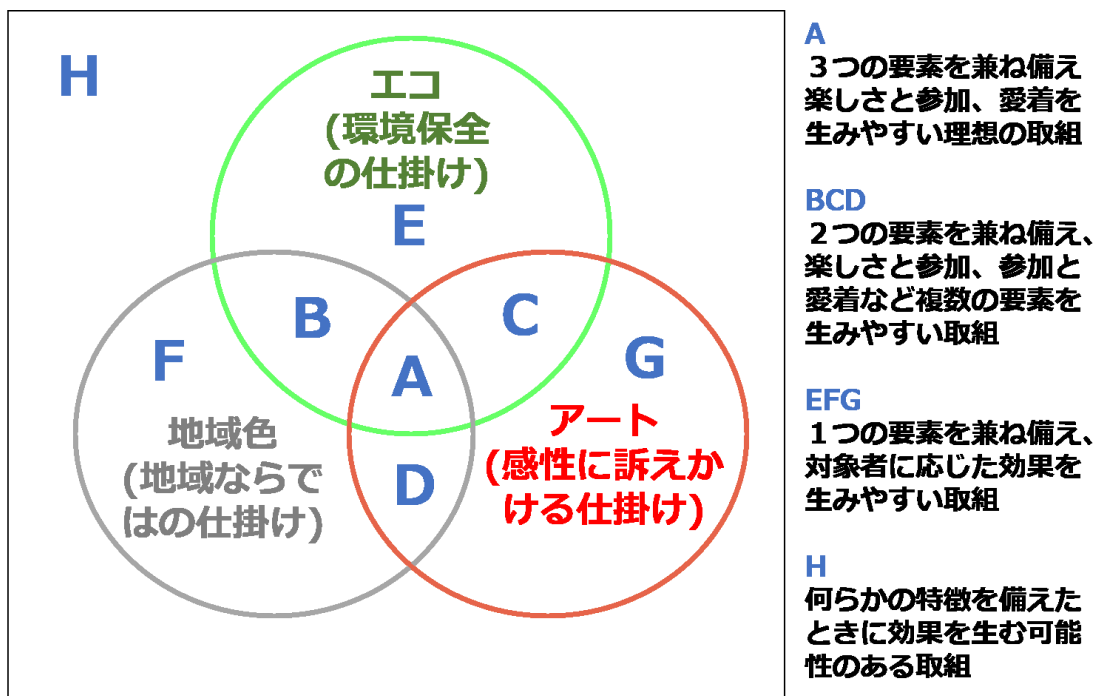 H
エコ
(環境保全
の仕掛け)
E
B
C
F
A
G
地域色
(地域ならで
はの仕掛け)
D
アート
(感性に訴えか
ける仕掛け)
A
３つの要素を兼ね備え
楽しさと参加、愛着を
生みやすい理想の取組
BCD
２つの要素を兼ね備え、
楽しさと参加、参加と
愛着など複数の要素を
生みやすい取組
EFG
１つの要素を兼ね備え、
対象者に応じた効果を
生みやすい取組
H
何らかの特徴を備えた
ときに効果を生む可能
性のある取組